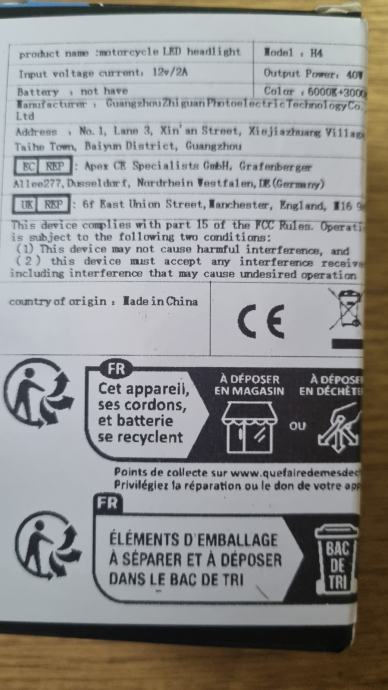 product name :motorcycle LED headlight
Model : H4
Input voltage current: 12v/2A
Output Power: 40W
Battery : not have
Color : 6000K+3000
Manufacturer : GuangzhouZhiguanPhotoelectricTechnologyCo
Ltd
Address : No. 1, Lane 3, Xin'an Street, Xiejiazhuang Villag
Taihe Town, Baiyun District, Guangzhou
EC REP : Apex CE Specialists GmbH, Grafenberger
Allee277, Dusseldorf, Nordrhein Westfalen, DE (Germany)
UK REP : 6f East Union Street, Manchester, England, M16 9
This device complies with part 15 of the FCC Rules. Operati
is subject to the following two conditions:
(1) This device may not cause harmful interference, and
(2) this device must accept any interference receive
including interference that may cause undesired operation
country of origin : Made in China
CE
FR
Cet appareil,
ses cordons,
et batterie
se recyclent
À DÉPOSER
EN MAGASIN
OU
À DÉPOSE
EN DÉCHÈTE
Points de collecte sur www.quefairedemesdec
Privilégiez la réparation ou le don de votre app
FR
ÉLÉMENTS D'EMBALLAGE
À SÉPARER ET À DÉPOSER
DANS LE BAC DE TRI
BAC
DE
TRI